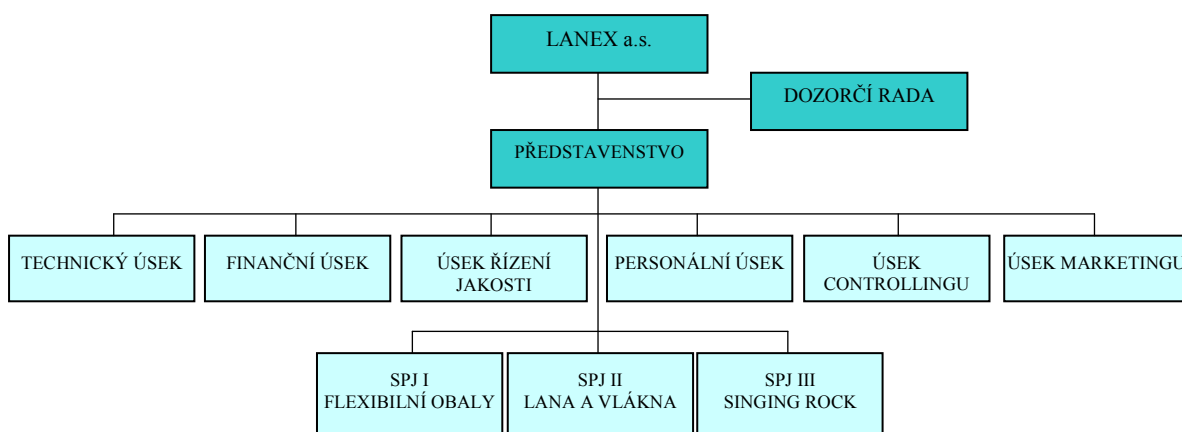 LANEX a.s.
DOZORČÍ RADA
PŘEDSTAVENSTVO
TECHNICKÝ ÚSEK
FINANČNÍ ÚSEK
ÚSEK ŘÍZENÍ
JAKOSTI
PERSONÁLNÍ ÚSEK
ÚSEK
CONTROLLINGU
ÚSEK MARKETINGU
SPJ I
FLEXIBILNÍ OBALY
SPJ II
LANA A VLÁKNA
SPJ III
SINGING ROCK